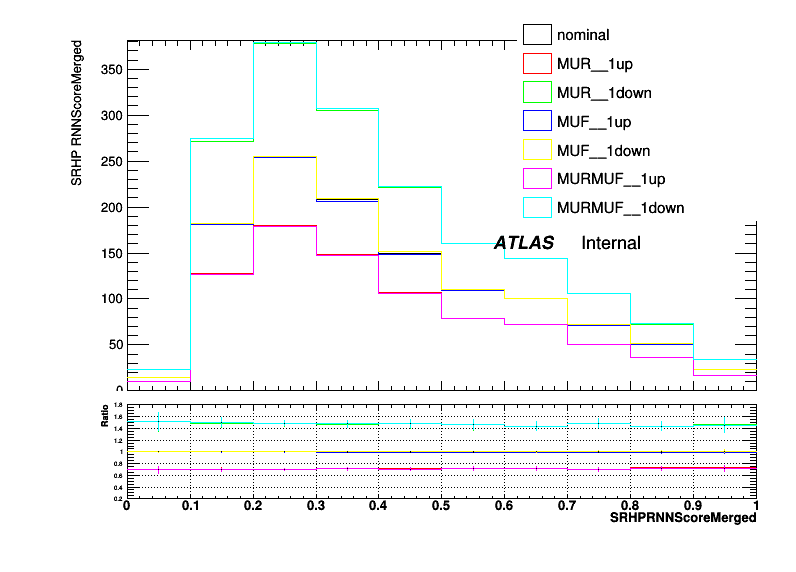 nominal
MUR__1up
MUR__1down
MUF__1up
MUF__1down
MURMUF__1up
MURMUF__1down
ATLAS Internal
SRHP RNNScoreMerged
350
300
250
200
150
100
50
0
Ratio
1.8
1.6
1.4
1.2
1
0.8
0.6
0.4
0.2
0 0.1 0.2 0.3 0.4 0.5 0.6 0.7 0.8 0.9 1
SRHPRNNScoreMerged